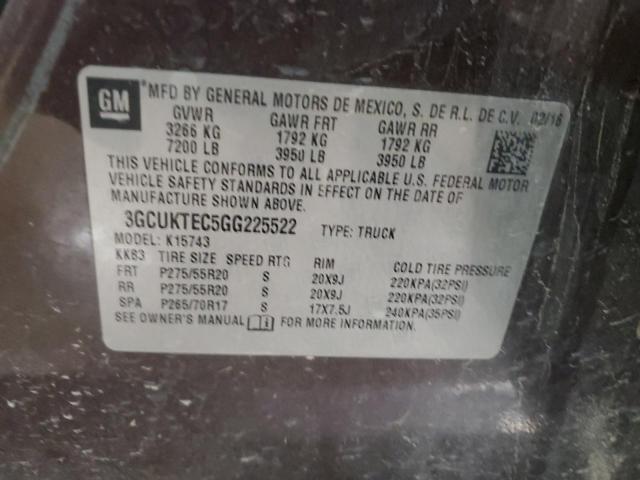 GM MFD BY GENERAL MOTORS DE MEXICO, S. DE R.L. DE C.V. 02/16
GVWR GAWR FRT GAWR RR
3266 KG 1792 KG 1792 KG
7200 LB 3950 LB 3950 LB
THIS VEHICLE CONFORMS TO ALL APPLICABLE U.S. FEDERAL MOTOR
VEHICLE SAFETY STANDARDS IN EFFECT ON THE DATE OF
MANUFACTURE SHOWN ABOVE.
3GCUKTEC5GG225522 TYPE: TRUCK
MODEL: K15743
KKB3 TIRE SIZE SPEED RTG RIM COLD TIRE PRESSURE
FRT P275/55R20 S 20X9J 220KPA(32PSI)
RR P275/55R20 S 20X9J 220KPA(32PSI)
SPA P265/70R17 S 17X7.5J 240KPA(35PSI)
SEE OWNER'S MANUAL FOR MORE INFORMATION.